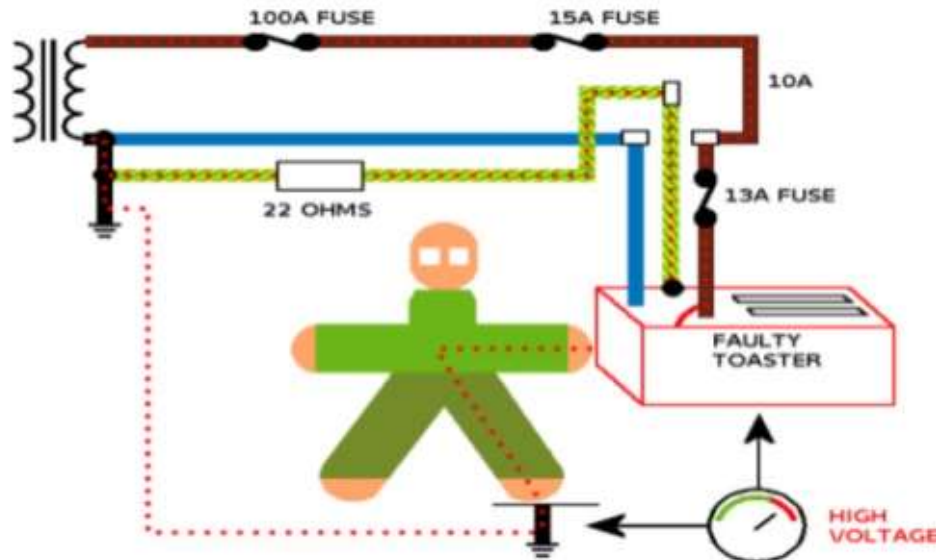 100A FUSE
15A FUSE
10A
22 OHMS
13A FUSE
FAULTY
TOASTER
HIGH
VOLTAGE